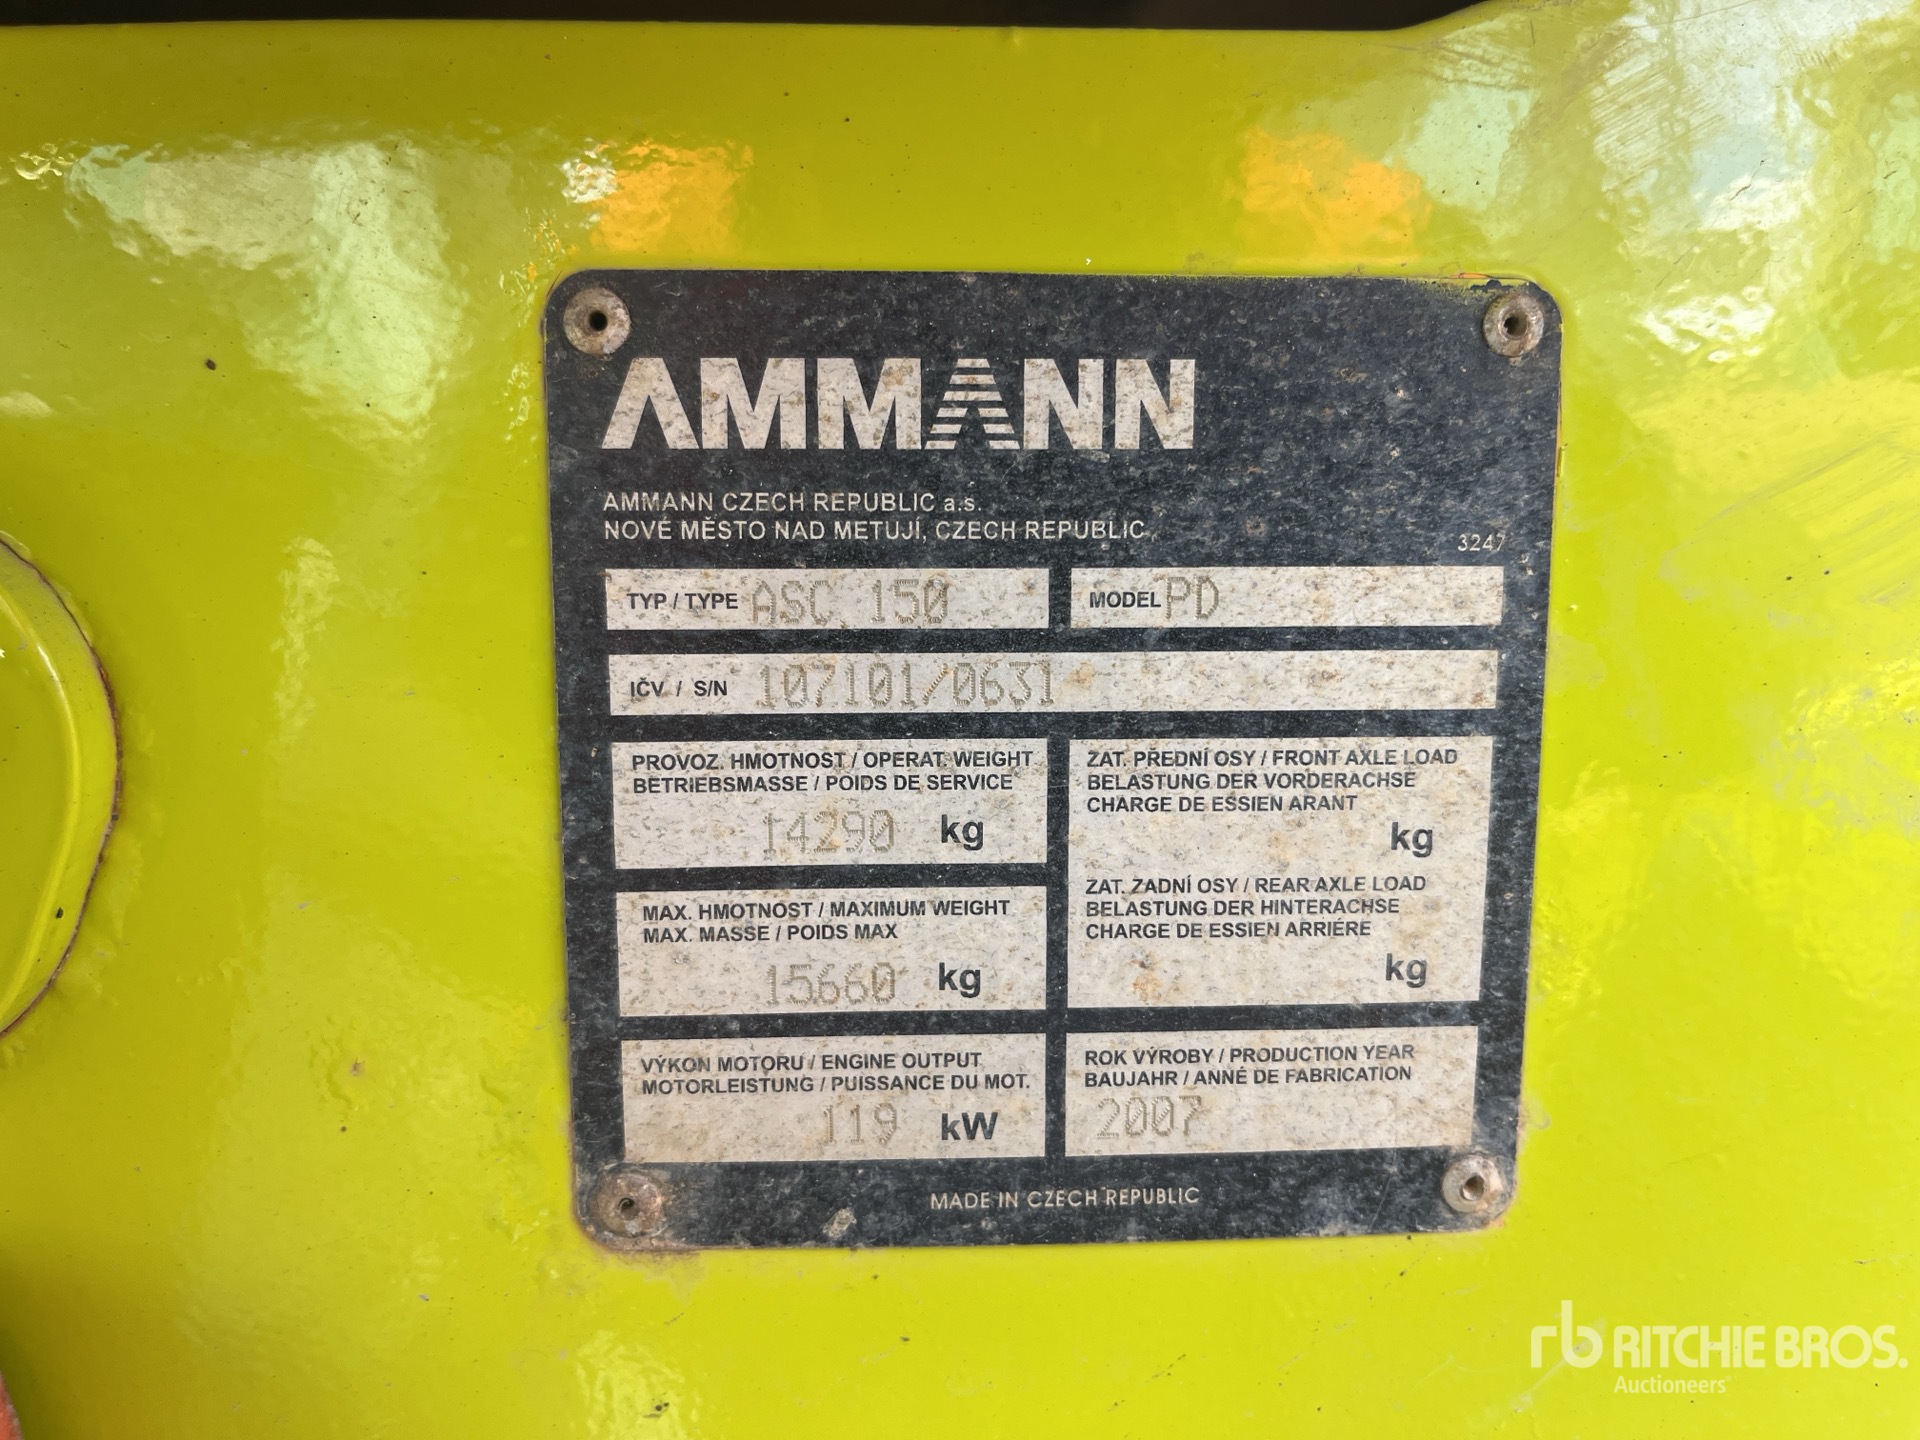 AMMANN
AMMANN CZECH REPUBLIC a.s.
NOVÉ MĚSTO NAD METUJÍ, CZECH REPUBLIC
3247
TYP / TYPE ASC 150
MODEL PD
IČV / S/N 107101/0631
PROVOZ. HMOTNOST / OPERAT. WEIGHT
BETRIEBSMASSE / POIDS DE SERVICE
14290 kg
ZAT. PŘEDNÍ OSY / FRONT AXLE LOAD
BELASTUNG DER VORDERACHSE
CHARGE DE ESSIEN ARANT
kg
ZAT. ZADNÍ OSY / REAR AXLE LOAD
BELASTUNG DER HINTERACHSE
CHARGE DE ESSIEN ARRIÉRE
kg
MAX. HMOTNOST / MAXIMUM WEIGHT
MAX. MASSE / POIDS MAX
15660 kg
VÝKON MOTORU / ENGINE OUTPUT
MOTORLEISTUNG / PUISSANCE DU MOT.
119 kW
ROK VÝROBY / PRODUCTION YEAR
BAUJAHR / ANNÉ DE FABRICATION
2007
MADE IN CZECH REPUBLIC
rb RITCHIE BROS.
Auctioneers